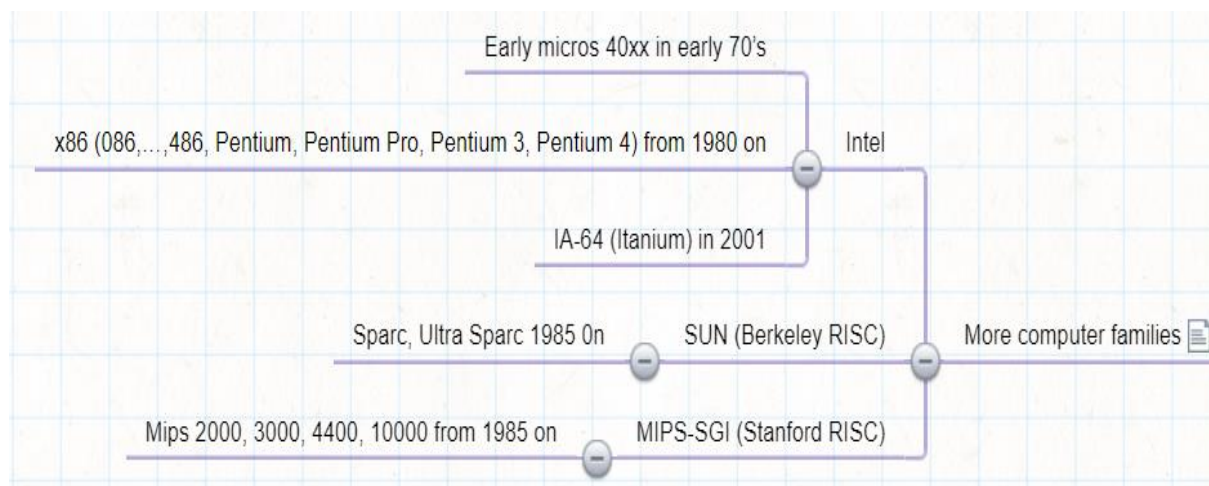 Early micros 40xx in early 70's
x86 (086,...,486, Pentium, Pentium Pro, Pentium 3, Pentium 4) from 1980 on
Intel
IA-64 (Itanium) in 2001
Sparc, Ultra Sparc 1985 0n
SUN (Berkeley RISC)
More computer families
Mips 2000, 3000, 4400, 10000 from 1985 on
MIPS-SGI (Stanford RISC)